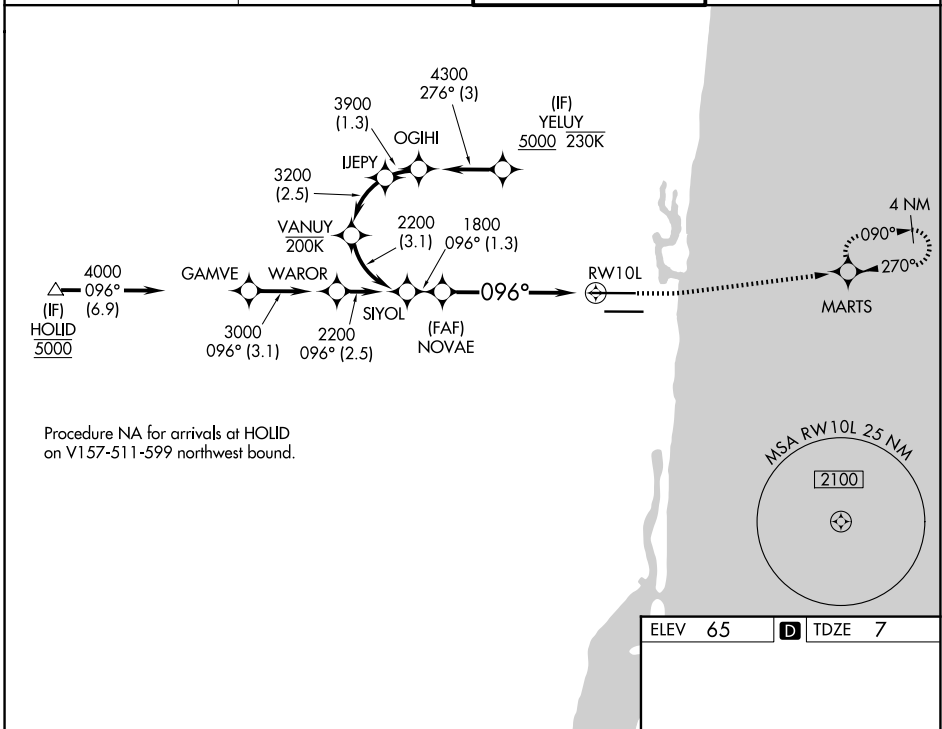 4300
276° (3)
(IF)
YELUY
5000 230K
3900
(1.3)
OGIHI
IJEPY
3200
(2.5)
VANUY
200K
2200
(3.1)
1800
096° (1.3)
4 NM
090°
270°
MARTS
4000
096°
(6.9)
(IF)
HOLID
5000
GAMVE
WAROR
SIYOL
096°
RW10L
3000
096° (3.1)
2200
096° (2.5)
(FAF)
NOVAE
Procedure NA for arrivals at HOLID
on V157-511-599 northwest bound.
MSA RW10L 25 NM
2100
ELEV 65 D TDZE 7